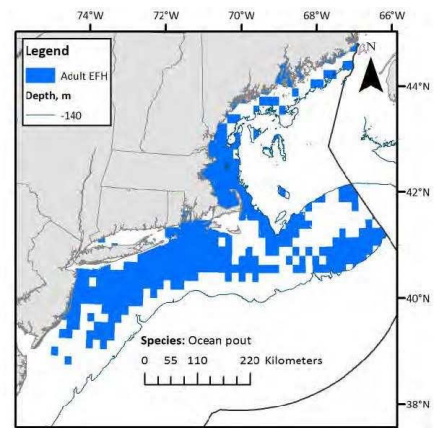 72°W 70°W 68°W 66°W
Legend
Adult EFH
Depth, m
-140
N
44°N
42°N
40°N
Species: Ocean pout
0 55 110 220 Kilometers
38°N